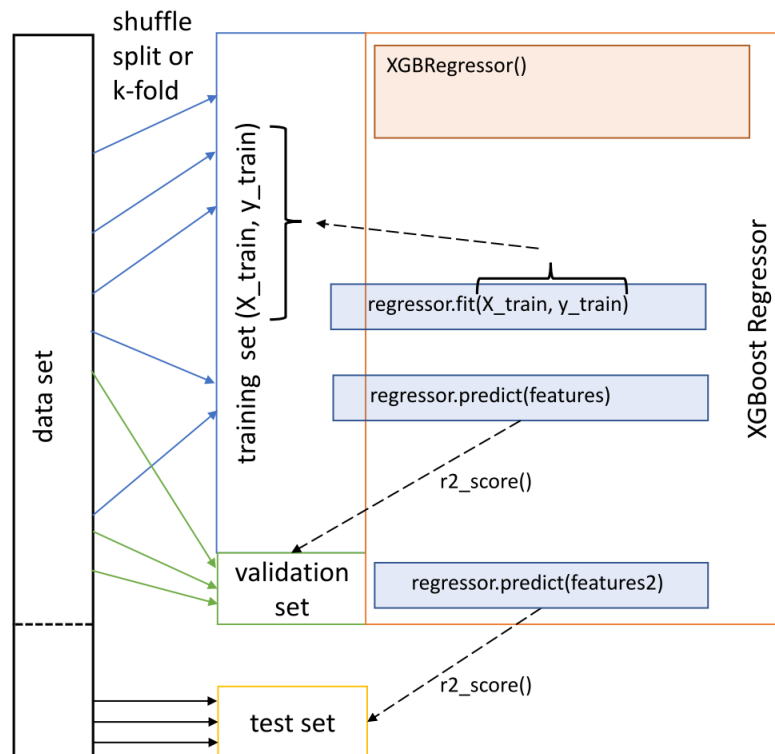 shuffle
split or
k-fold
data set
training set (X_train, y_train)
XGBRegressor()
regressor.fit(X_train, y_train)
regressor.predict(features)
XGBoost Regressor
r2_score()
validation
set
regressor.predict(features2)
r2_score()
test set